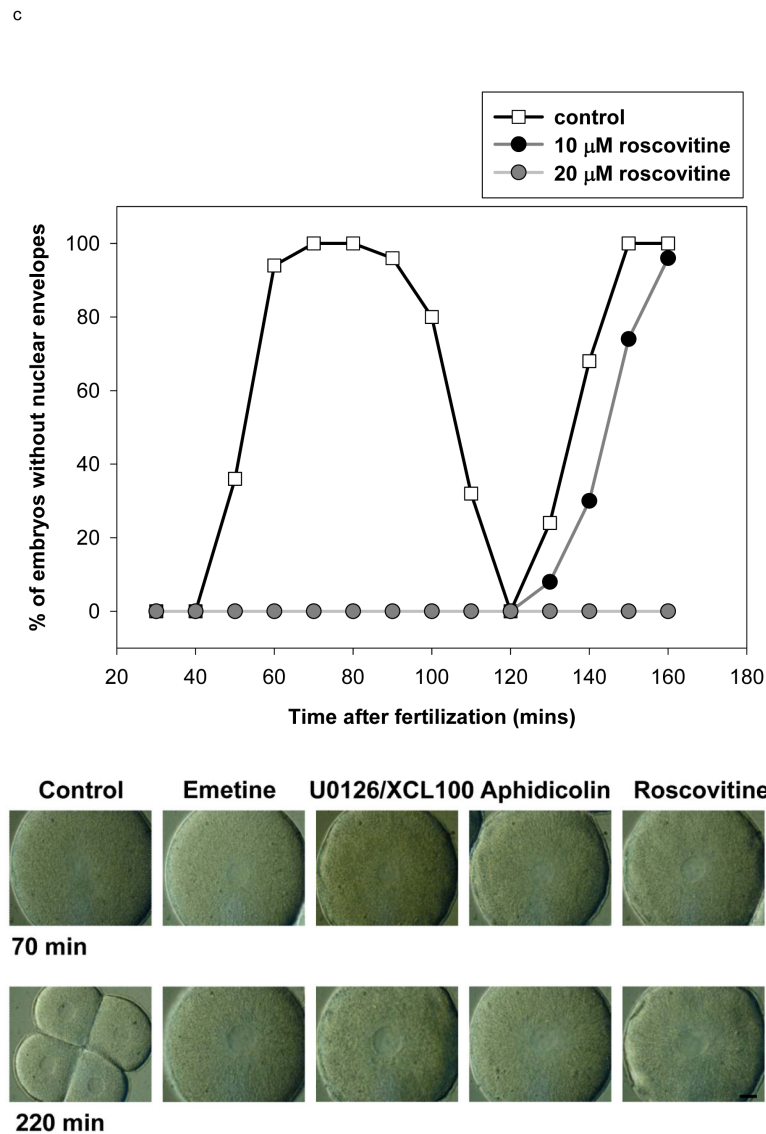 c
control
10 μM roscovitine
20 μM roscovitine
% of embryos without nuclear envelopes
100
80
60
40
20
0
20 40 60 80 100 120 140 160 180
Time after fertilization (mins)
Control Emetine U0126/XCL100 Aphidicolin Roscovitine
70 min
220 min